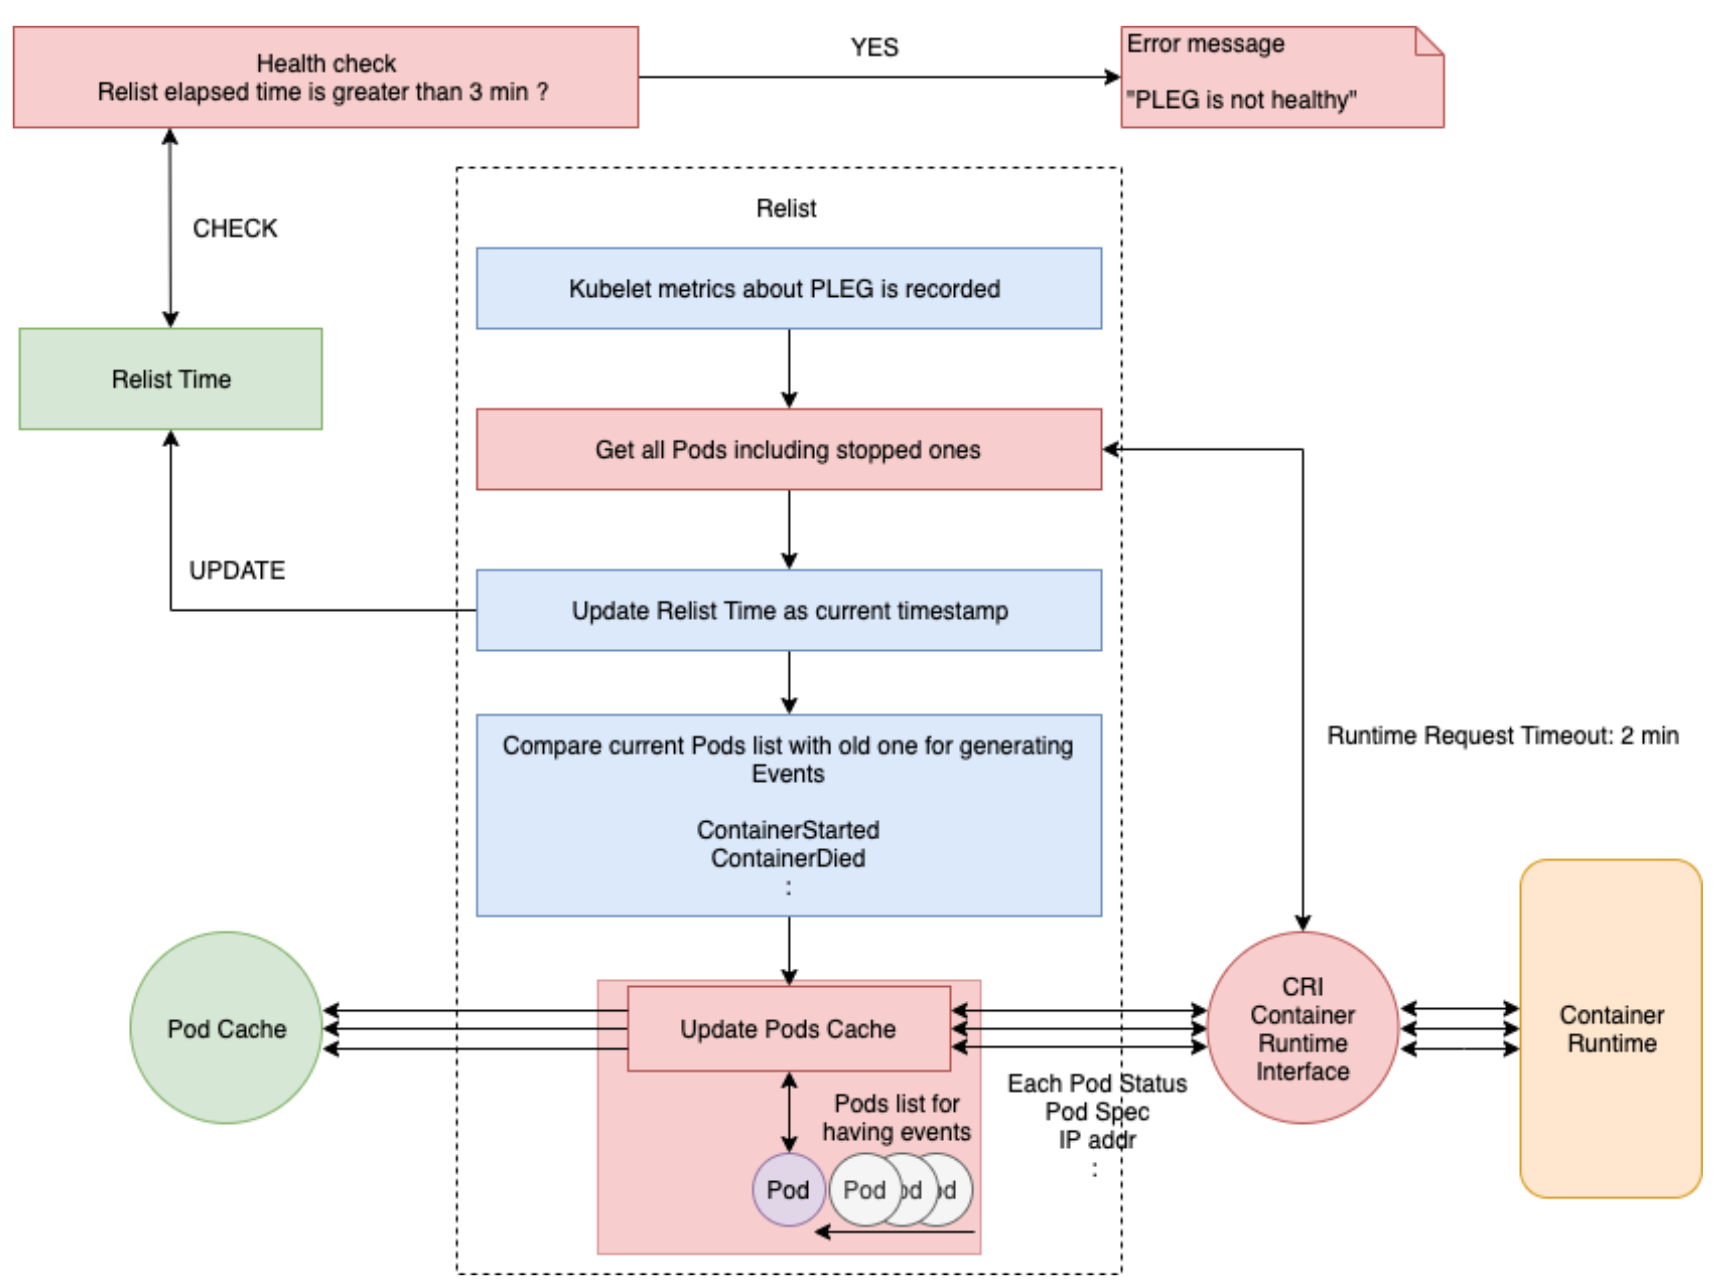 Health check
Relist elapsed time is greater than 3 min ?
YES
Error message
"PLEG is not healthy"
CHECK
Relist
Kubelet metrics about PLEG is recorded
Relist Time
Get all Pods including stopped ones
UPDATE
Update Relist Time as current timestamp
Compare current Pods list with old one for generating
Events
ContainerStarted
ContainerDied
:
Runtime Request Timeout: 2 min
Pod Cache
Update Pods Cache
CRI
Container
Runtime
Interface
Container
Runtime
Each Pod Status
Pod Spec
IP addr
:
Pods list for
having events
Pod
Pod
od
od